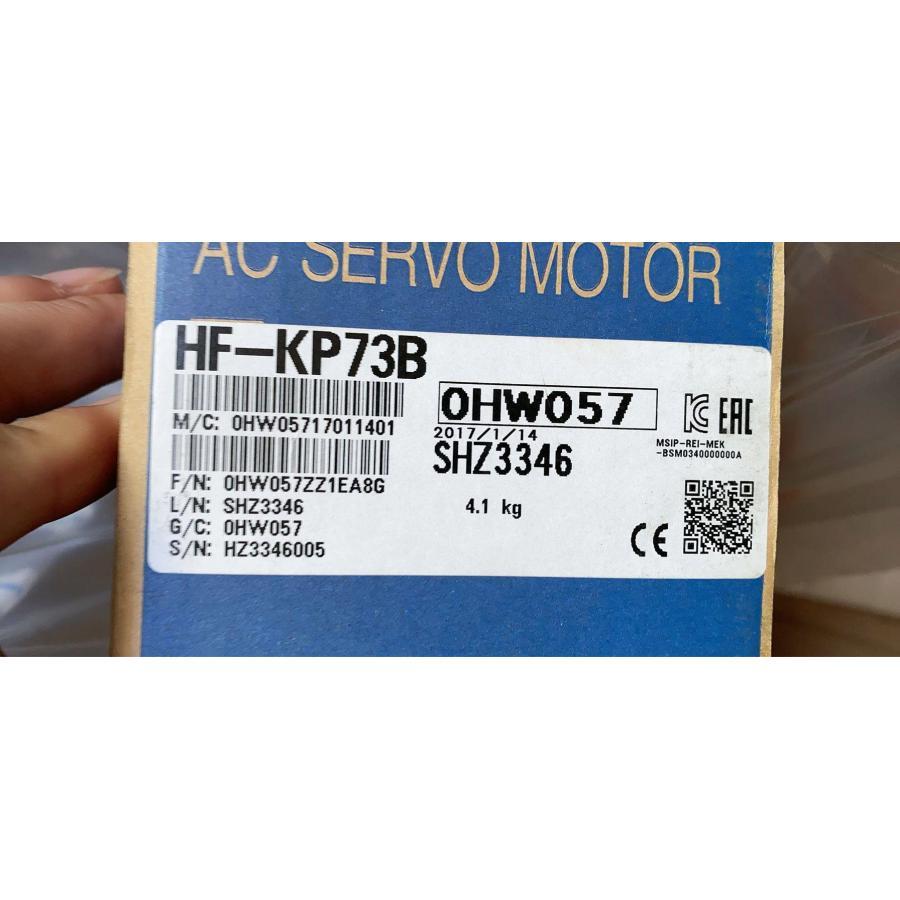 AC SERVO MOTOR
HF-KP73B
M/C: 0HW05717011401
F/N: 0HW057ZZ1EA8G
L/N: SHZ3346
G/C: 0HW057
S/N: HZ3346005
0HW057
2017/1/14
SHZ3346
4.1 kg
EAC
MSIP-REI-MEK
-BSM0340000000A
CE